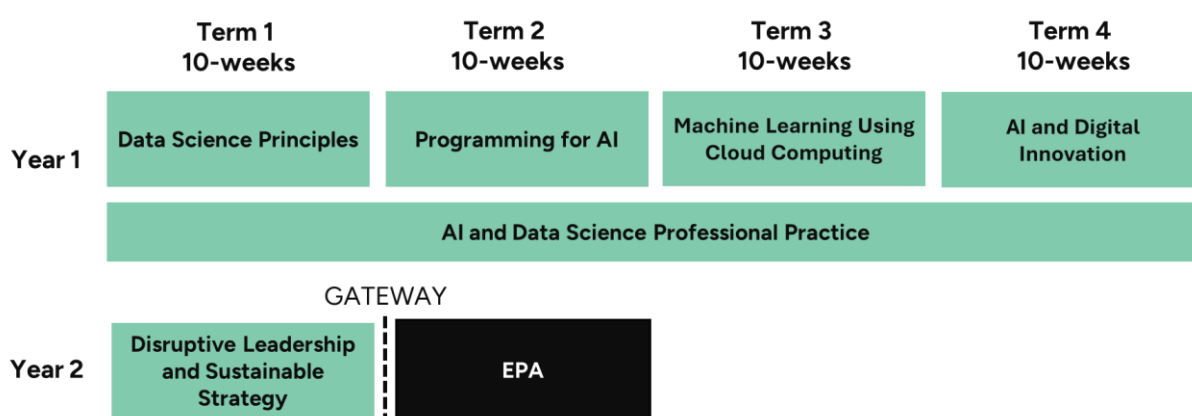 Term 1
10-weeks
Term 2
10-weeks
Term 3
10-weeks
Term 4
10-weeks
Year 1
Data Science Principles
Programming for AI
Machine Learning Using
Cloud Computing
AI and Digital
Innovation
AI and Data Science Professional Practice
GATEWAY
Year 2
Disruptive Leadership
and Sustainable
Strategy
EPA